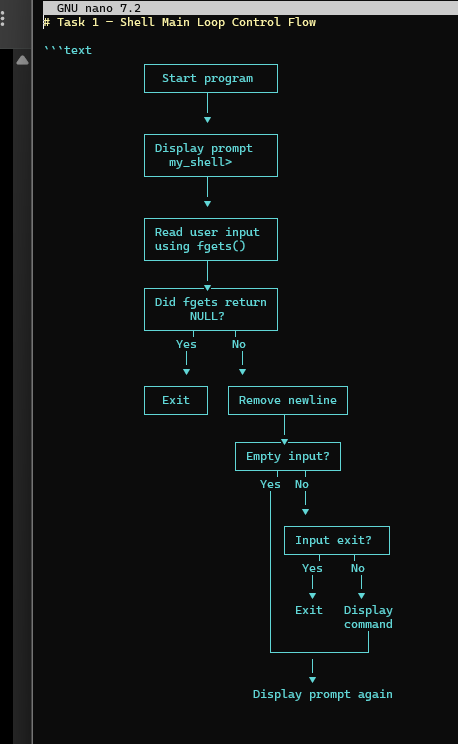 GNU nano 7.2
# Task 1 — Shell Main Loop Control Flow
```text
Start program
Display prompt
my_shell>
Read user input
using fgets()
Did fgets return
NULL?
Yes No
Exit Remove newline
Empty input?
Yes No
Input exit?
Yes No
Exit Display
command
Display prompt again